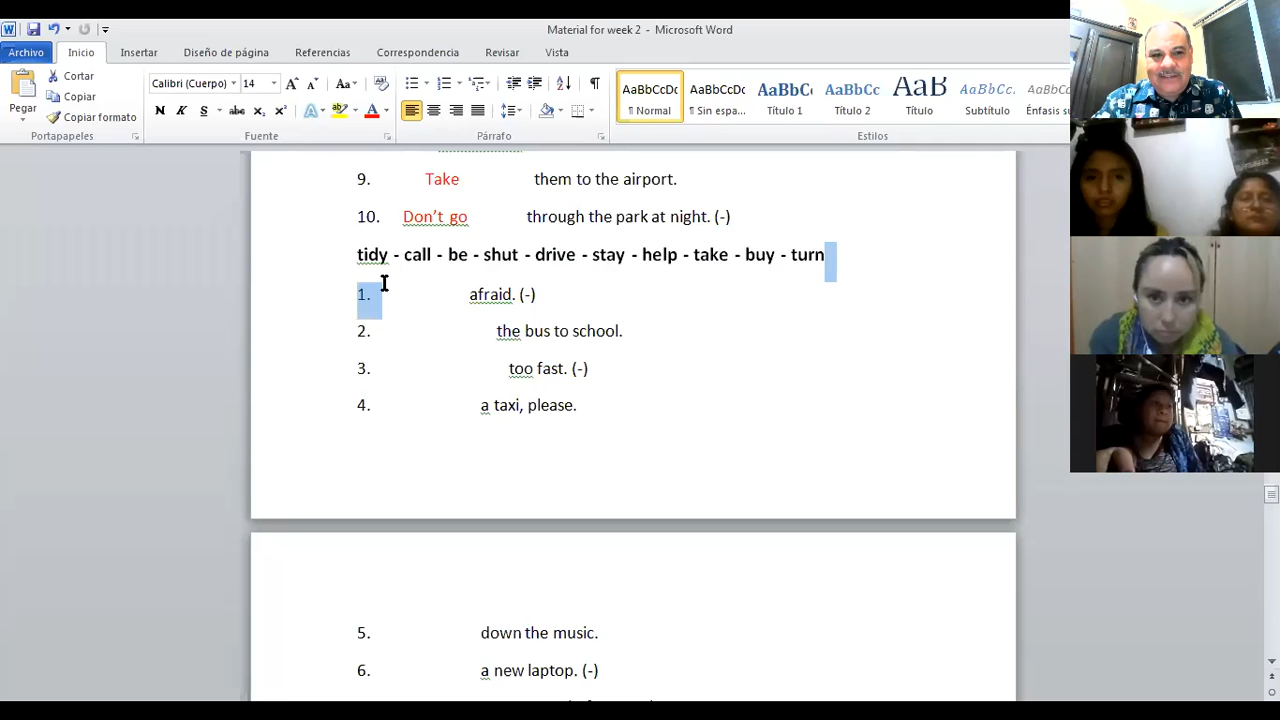 Material for week 2 - Microsoft Word
Archivo Inicio Insertar Diseño de página Referencias Correspondencia Revisar Vista
Pegar
Cortar
Copiar
Copiar formato
Portapapeles
Calibri (Cuerpo) 14
N K S abc x₂ x²
Fuente
Párrafo
AaBbCcDc AaBbCcDc AaBbC AaBbCc AaB AaBbCc. AaBbCcDc
¶ Normal ¶ Sin espa... Título 1 Título 2 Título Subtítulo Énfasis su
Estilos
9. Take them to the airport.
10. Don't go through the park at night. (-)
tidy - call - be - shut - drive - stay - help - take - buy - turn
1. afraid. (-)
2. the bus to school.
3. too fast. (-)
4. a taxi, please.
5. down the music.
6. a new laptop. (-)